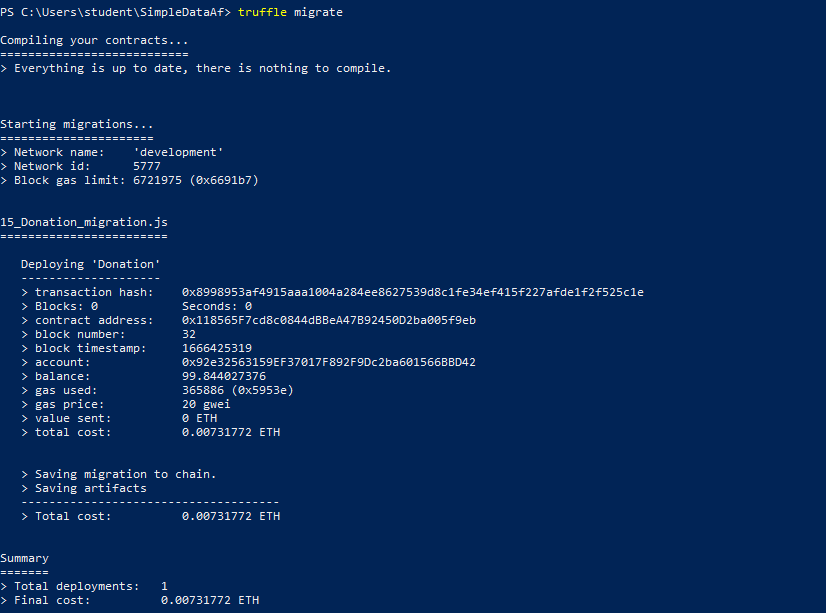 PS C:\Users\student\SimpleDataAf> truffle migrate
Compiling your contracts...
===========================
> Everything is up to date, there is nothing to compile.
Starting migrations...
======================
> Network name:    'development'
> Network id:      5777
> Block gas limit: 6721975 (0x6691b7)
15_Donation_migration.js
========================
Deploying 'Donation'
--------------------
> transaction hash:    0x8998953af4915aaa1004a284ee8627539d8c1fe34ef415f227afde1f2f525c1e
> Blocks: 0            Seconds: 0
> contract address:    0x118565F7cd8c0844dBBeA47B92450D2ba005f9eb
> block number:        32
> block timestamp:     1666425319
> account:             0x92e32563159EF37017F892F9Dc2ba601566BBD42
> balance:             99.844027376
> gas used:            365886 (0x5953e)
> gas price:           20 gwei
> value sent:          0 ETH
> total cost:          0.00731772 ETH
> Saving migration to chain.
> Saving artifacts
-------------------------------------
> Total cost:          0.00731772 ETH
Summary
=======
> Total deployments:   1
> Final cost:          0.00731772 ETH